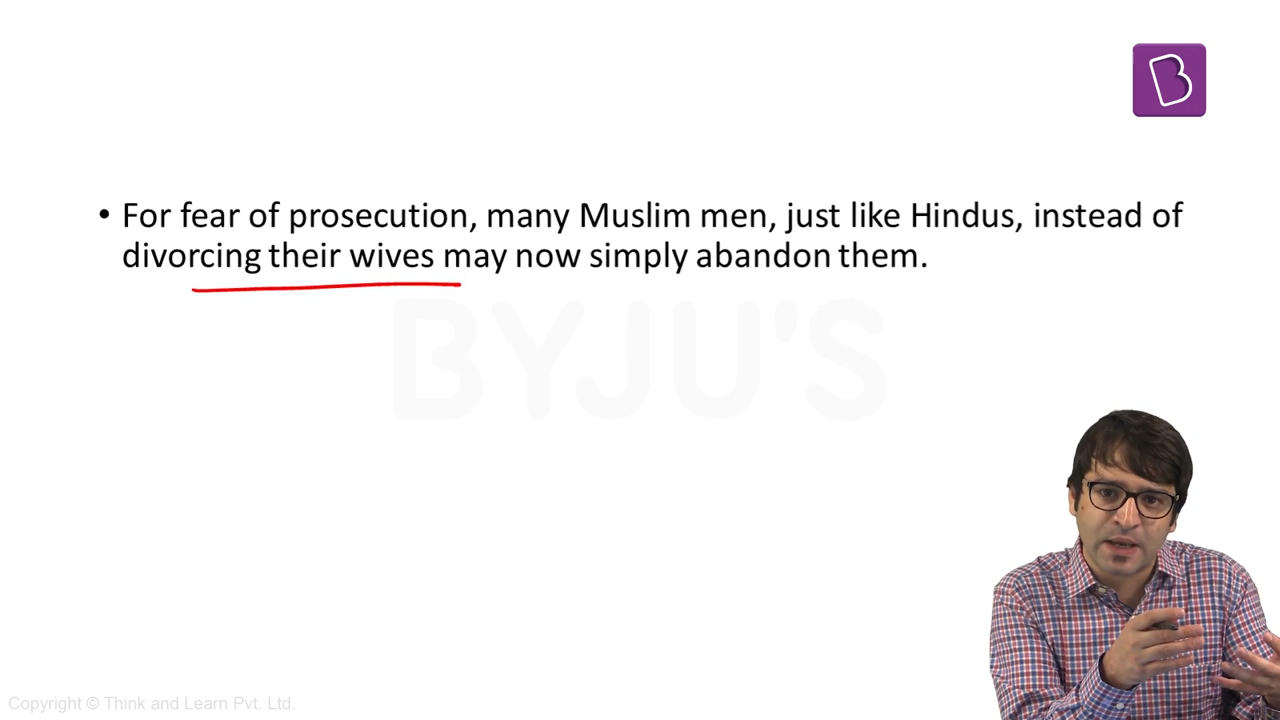 B
• For fear of prosecution, many Muslim men, just like Hindus, instead of
divorcing their wives may now simply abandon them.
BYJU'S
Copyright © Think and Learn Pvt. Ltd.